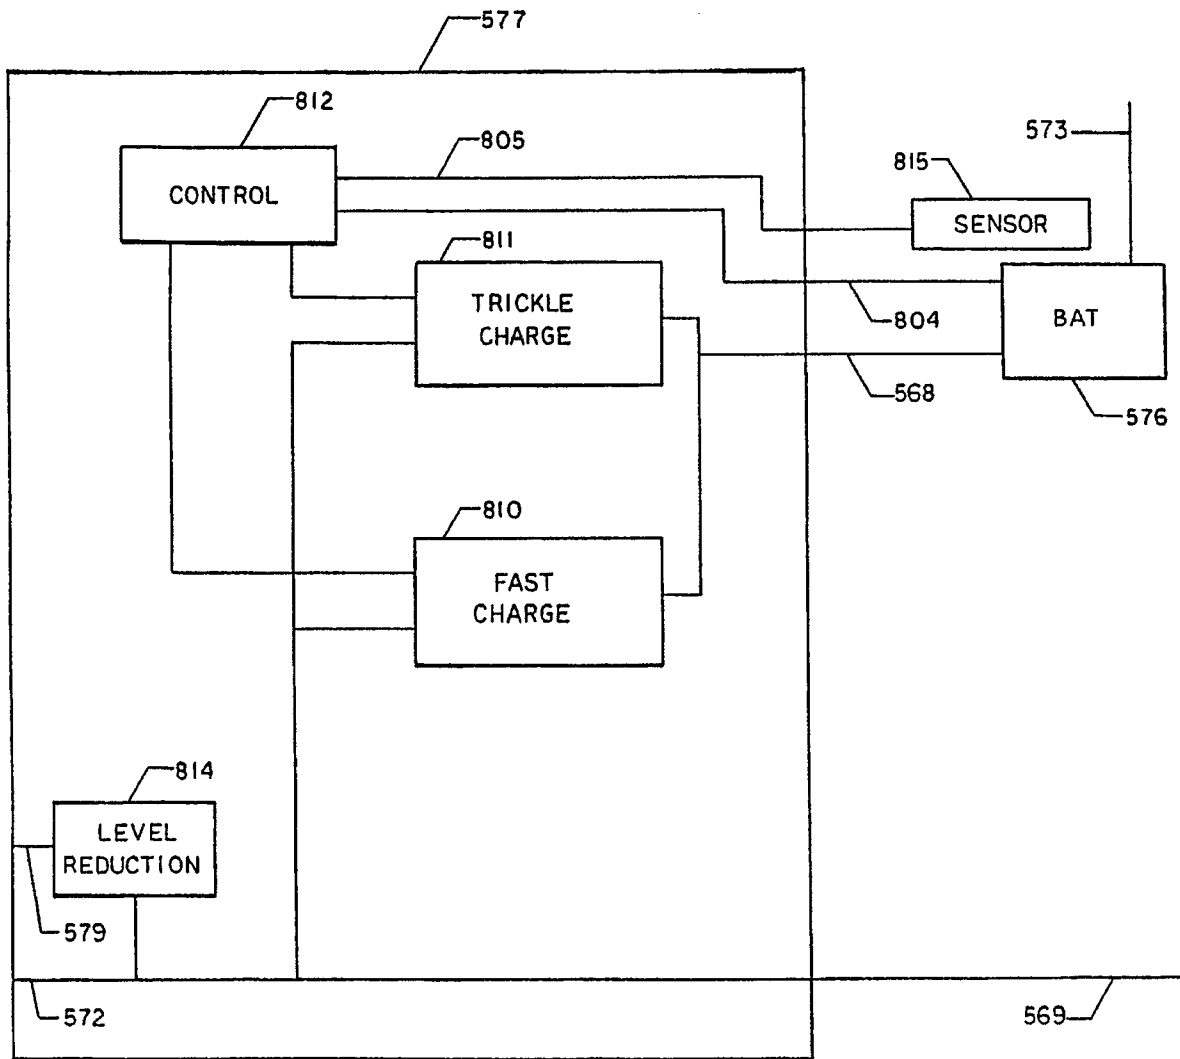 577
812
573
805
815
CONTROL
SENSOR
811
TRICKLE
CHARGE
804
BAT
568
576
810
FAST
CHARGE
814
LEVEL
REDUCTION
579
572
569